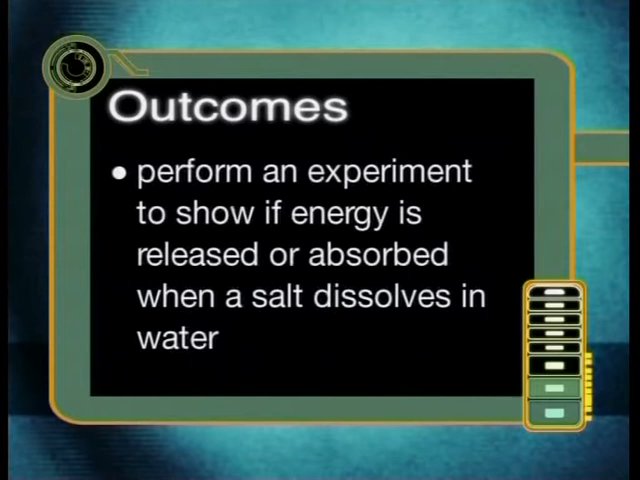 Outcomes
● perform an experiment
to show if energy is
released or absorbed
when a salt dissolves in
water